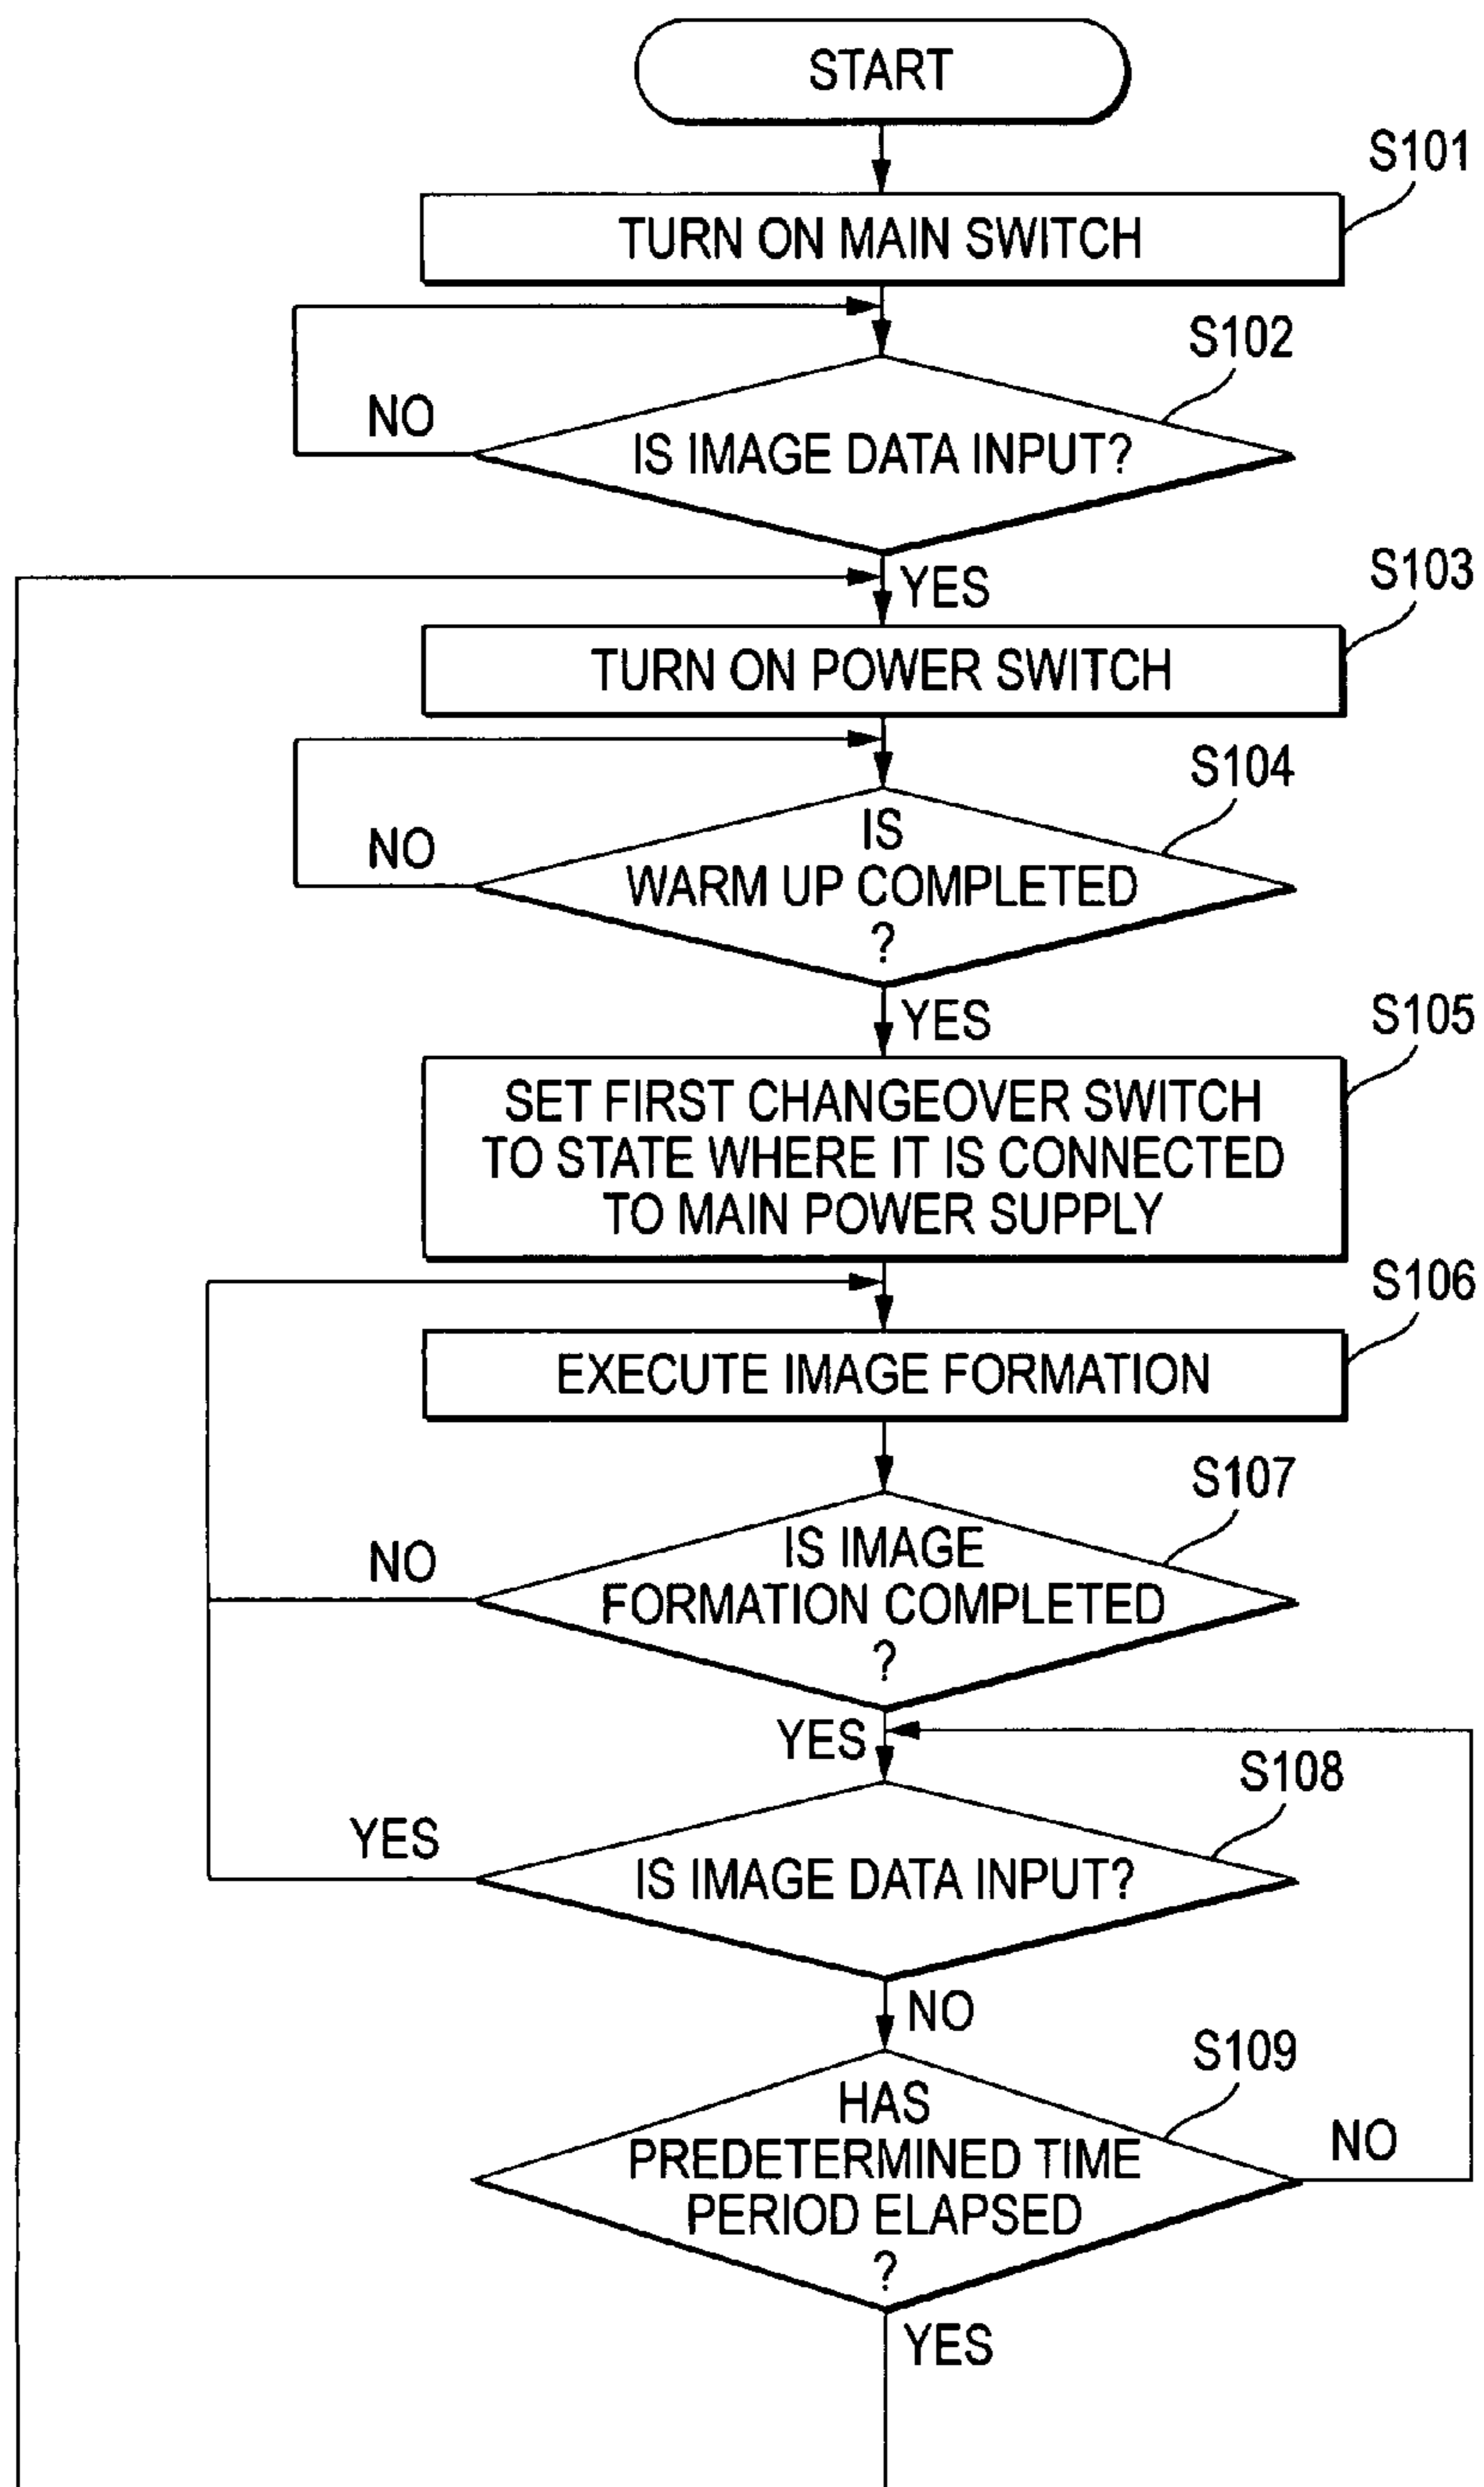 START
S101
TURN ON MAIN SWITCH
S102
NO
IS IMAGE DATA INPUT?
YES
S103
TURN ON POWER SWITCH
S104
NO
IS
WARM UP COMPLETED
?
YES
S105
SET FIRST CHANGEOVER SWITCH
TO STATE WHERE IT IS CONNECTED
TO MAIN POWER SUPPLY
S106
EXECUTE IMAGE FORMATION
S107
NO
IS IMAGE
FORMATION COMPLETED
?
YES
S108
YES
IS IMAGE DATA INPUT?
NO
S109
HAS
PREDETERMINED TIME
PERIOD ELAPSED
?
NO
YES